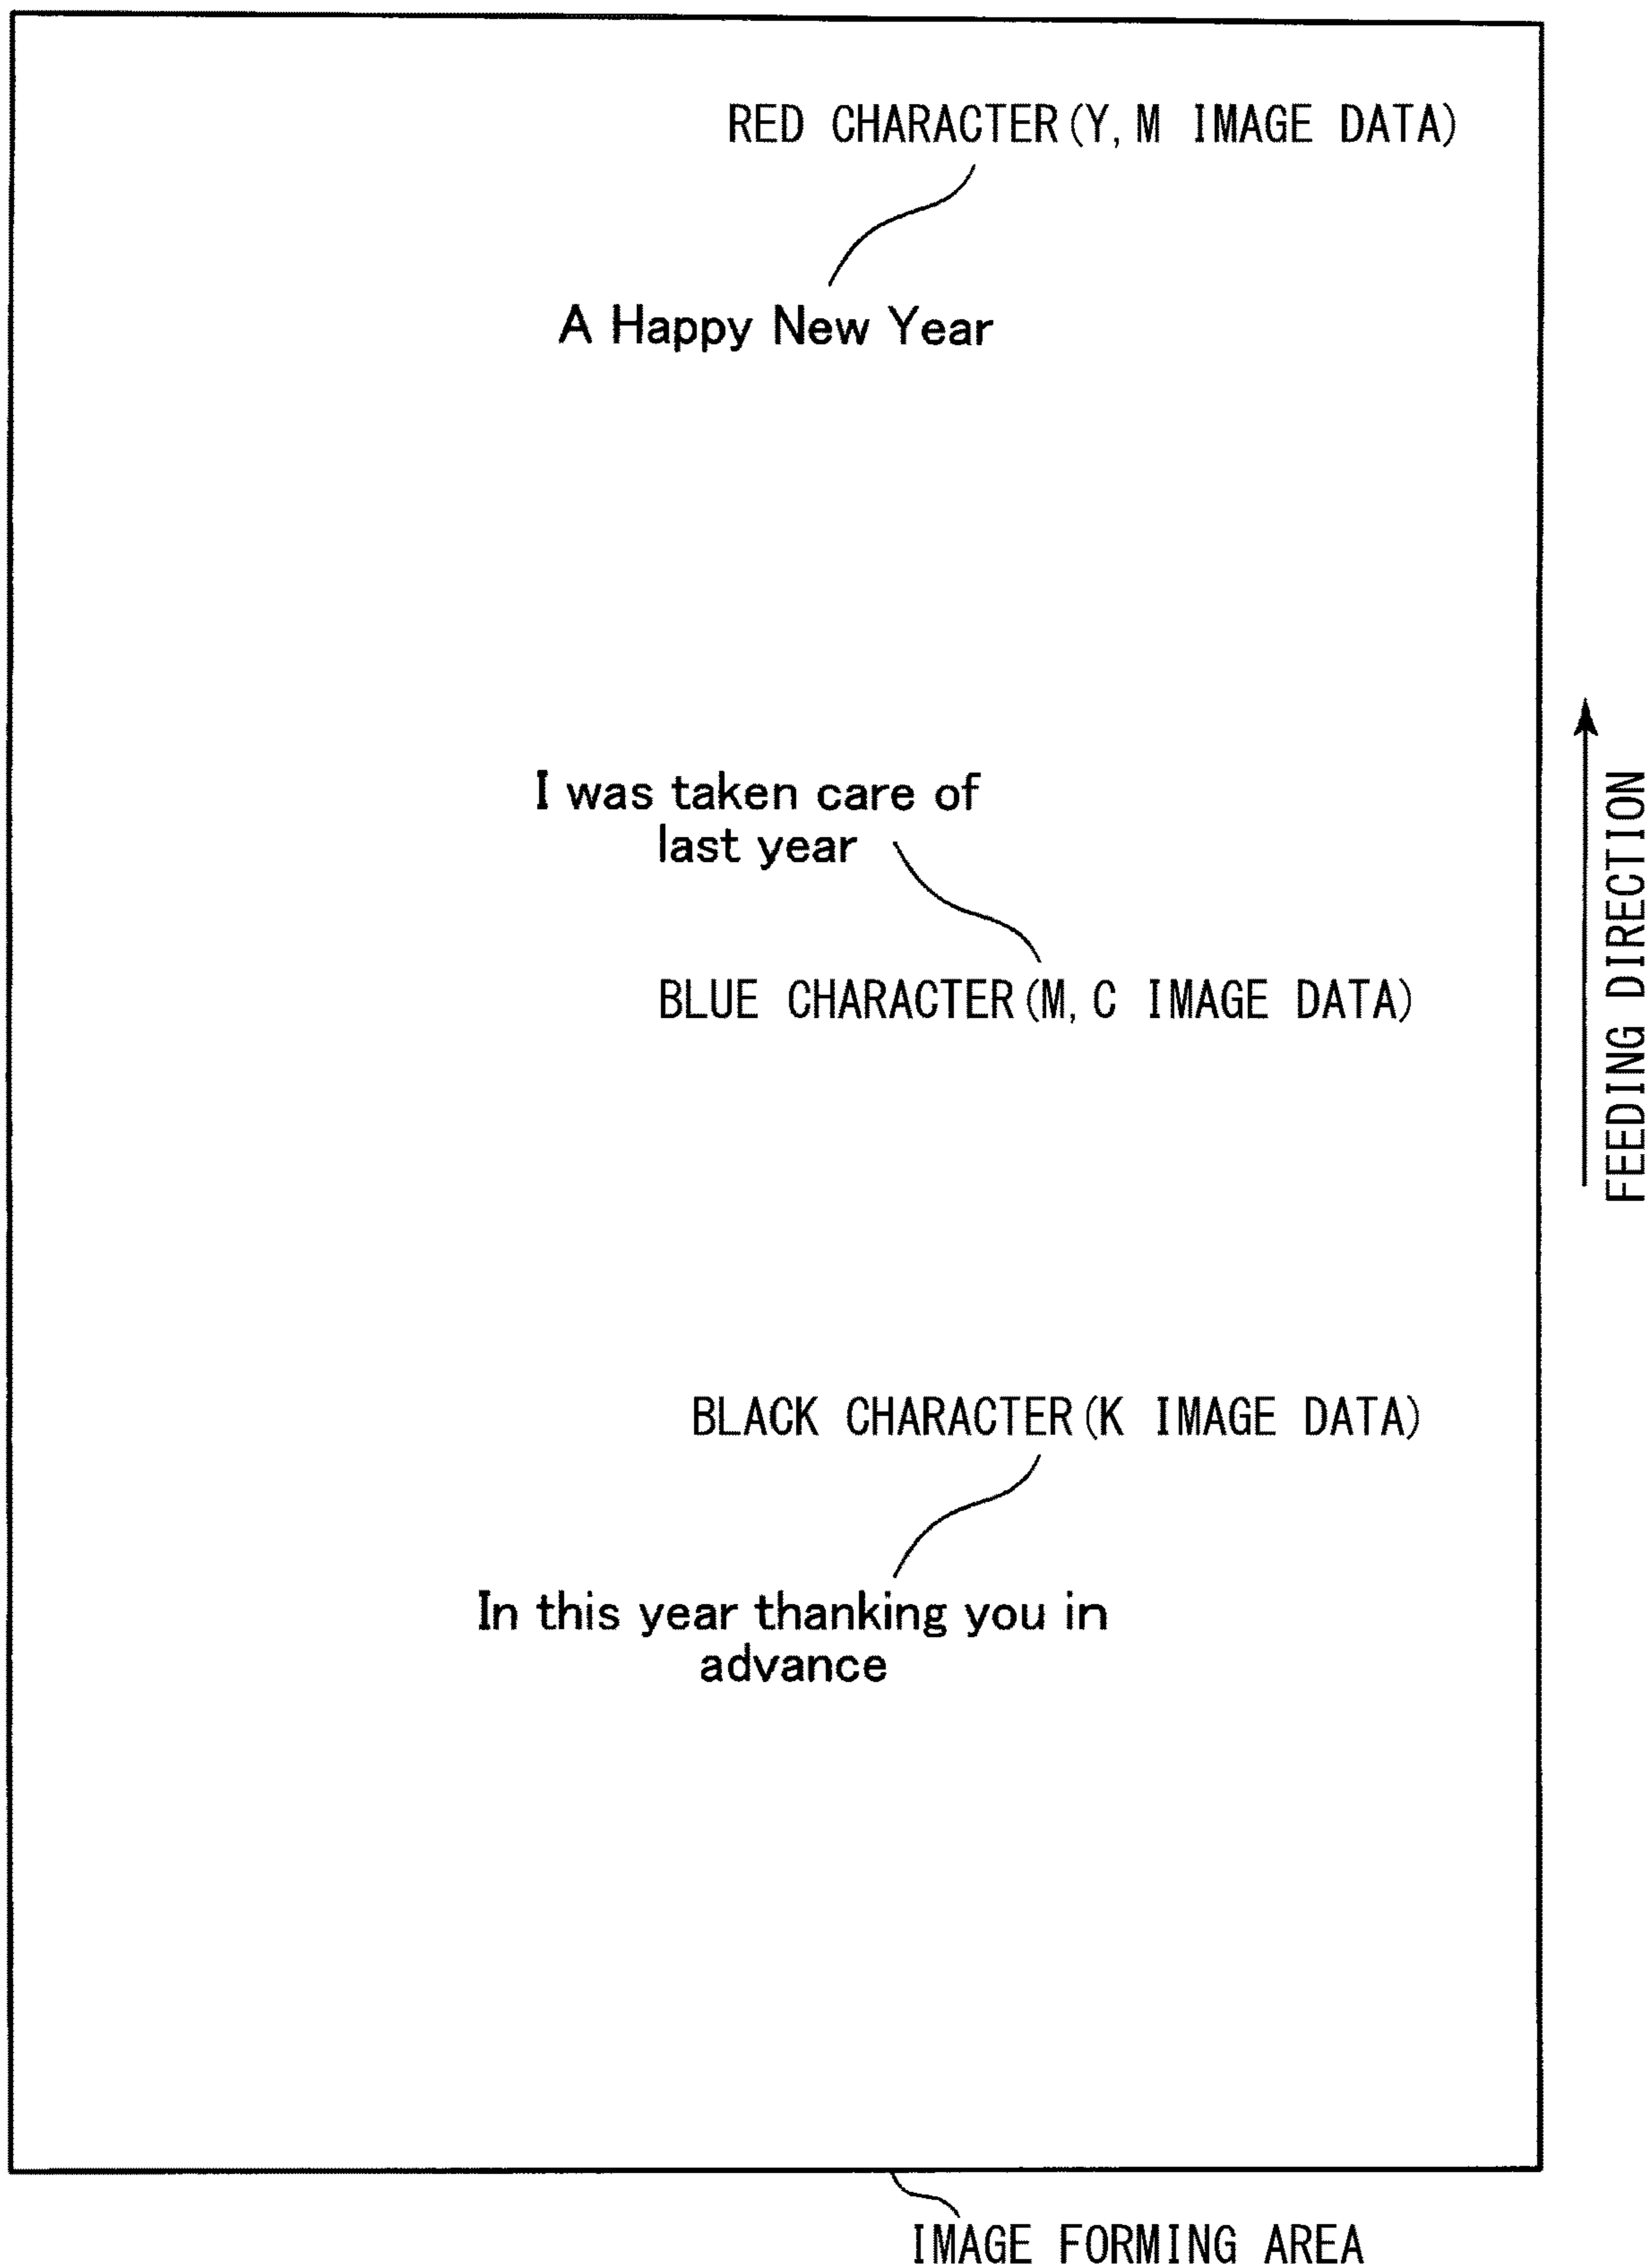 RED CHARACTER(Y,M IMAGE DATA)
A Happy New Year
I was taken care of
last year
BLUE CHARACTER(M,C IMAGE DATA)
FEEDING DIRECTION
BLACK CHARACTER(K IMAGE DATA)
In this year thanking you in
advance
IMAGE FORMING AREA